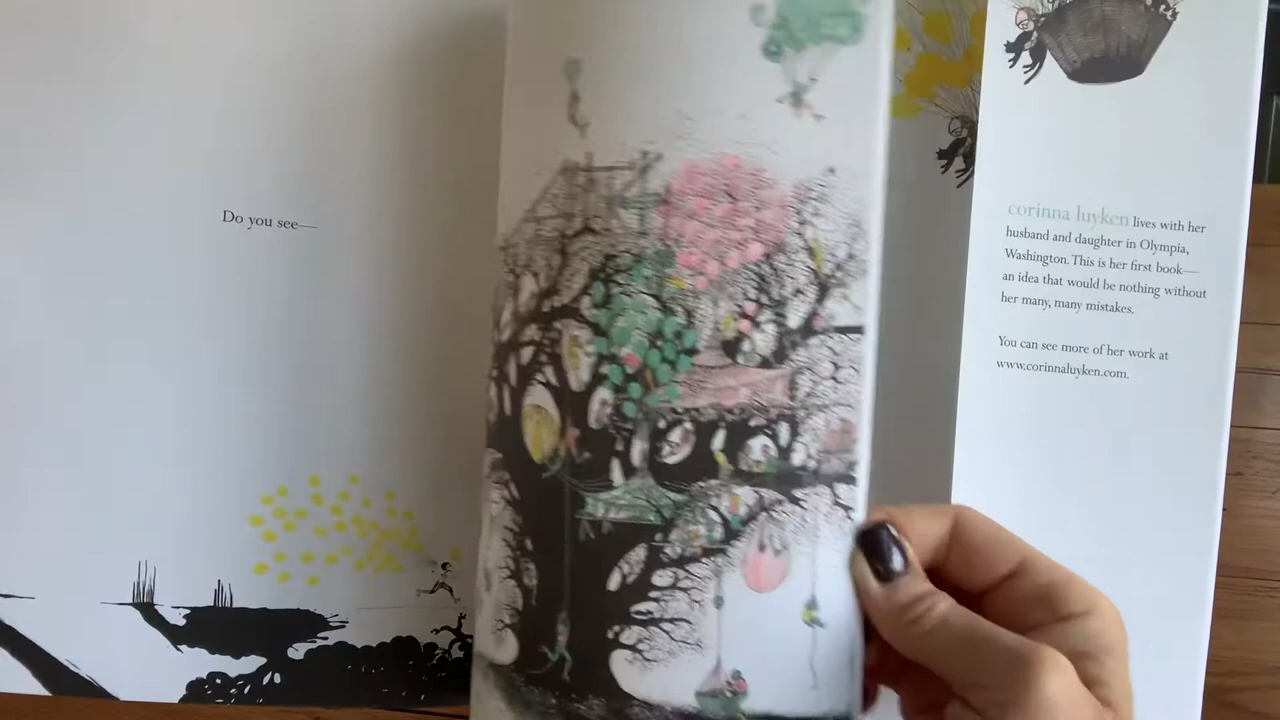 Do you see—
corinna luyken lives with her
husband and daughter in Olympia,
Washington. This is her first book—
an idea that would be nothing without
her many, many mistakes.
You can see more of her work at
www.corinnaluyken.com.